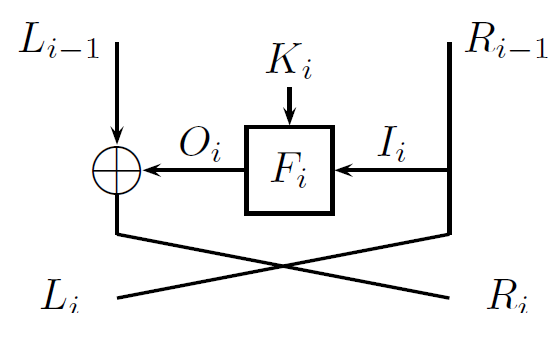 L_{i-1} R_{i-1}
K_i
O_i I_i
F_i
L_i R_i